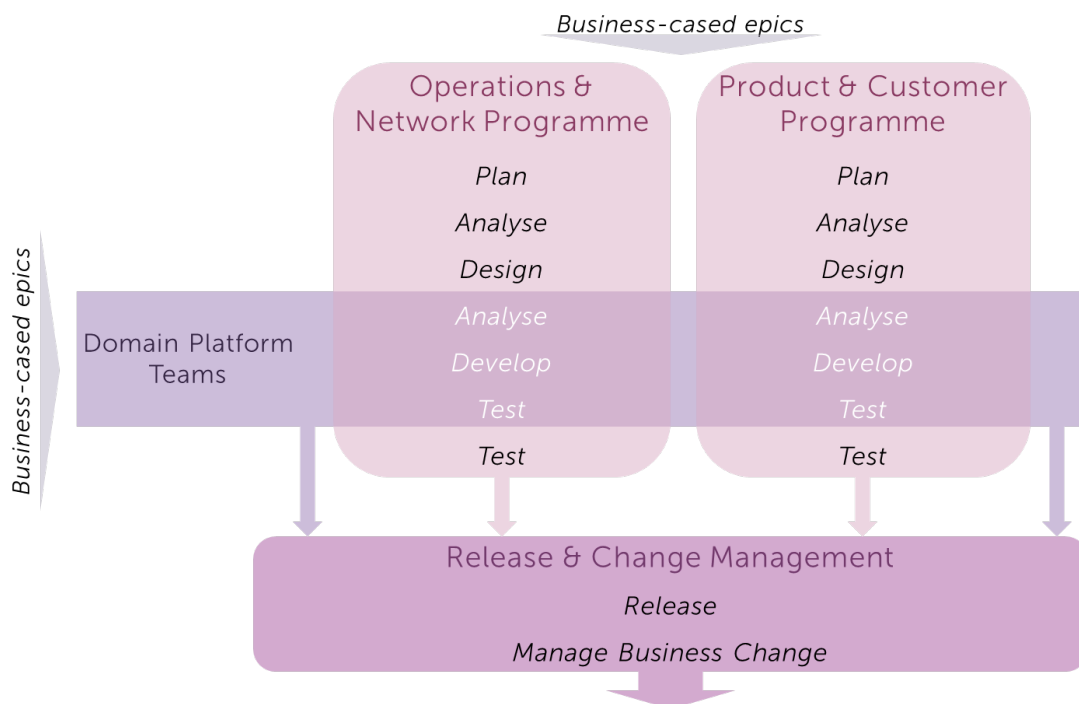 Business-cased epics
Operations &
Network Programme
Plan
Analyse
Design
Analyse
Develop
Test
Test
Product & Customer
Programme
Plan
Analyse
Design
Analyse
Develop
Test
Test
Business-cased epics
Domain Platform
Teams
Release & Change Management
Release
Manage Business Change